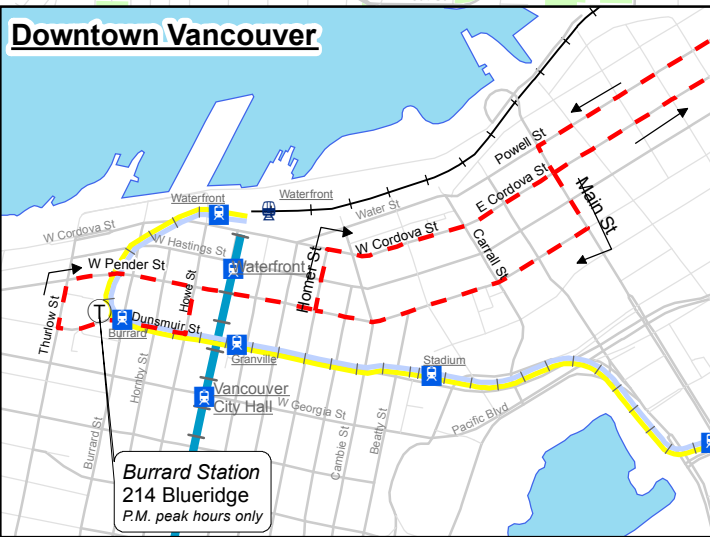 Downtown Vancouver
Powell St
Waterfront
Waterfront
E Cordova St
Main St
Water St
W Cordova St
W Cordova St
W Hastings St
Carrall St
Homer St
W Pender St
Waterfront
Howe St
Thurlow St
T
Dunsmuir St
Burrard
Granville
Stadium
Hornby St
Vancouver
City Hall
W Georgia St
Pacific Blvd
Burrard St
Cambie St
Beatty St
Burrard Station
214 Blueridge
P.M. peak hours only